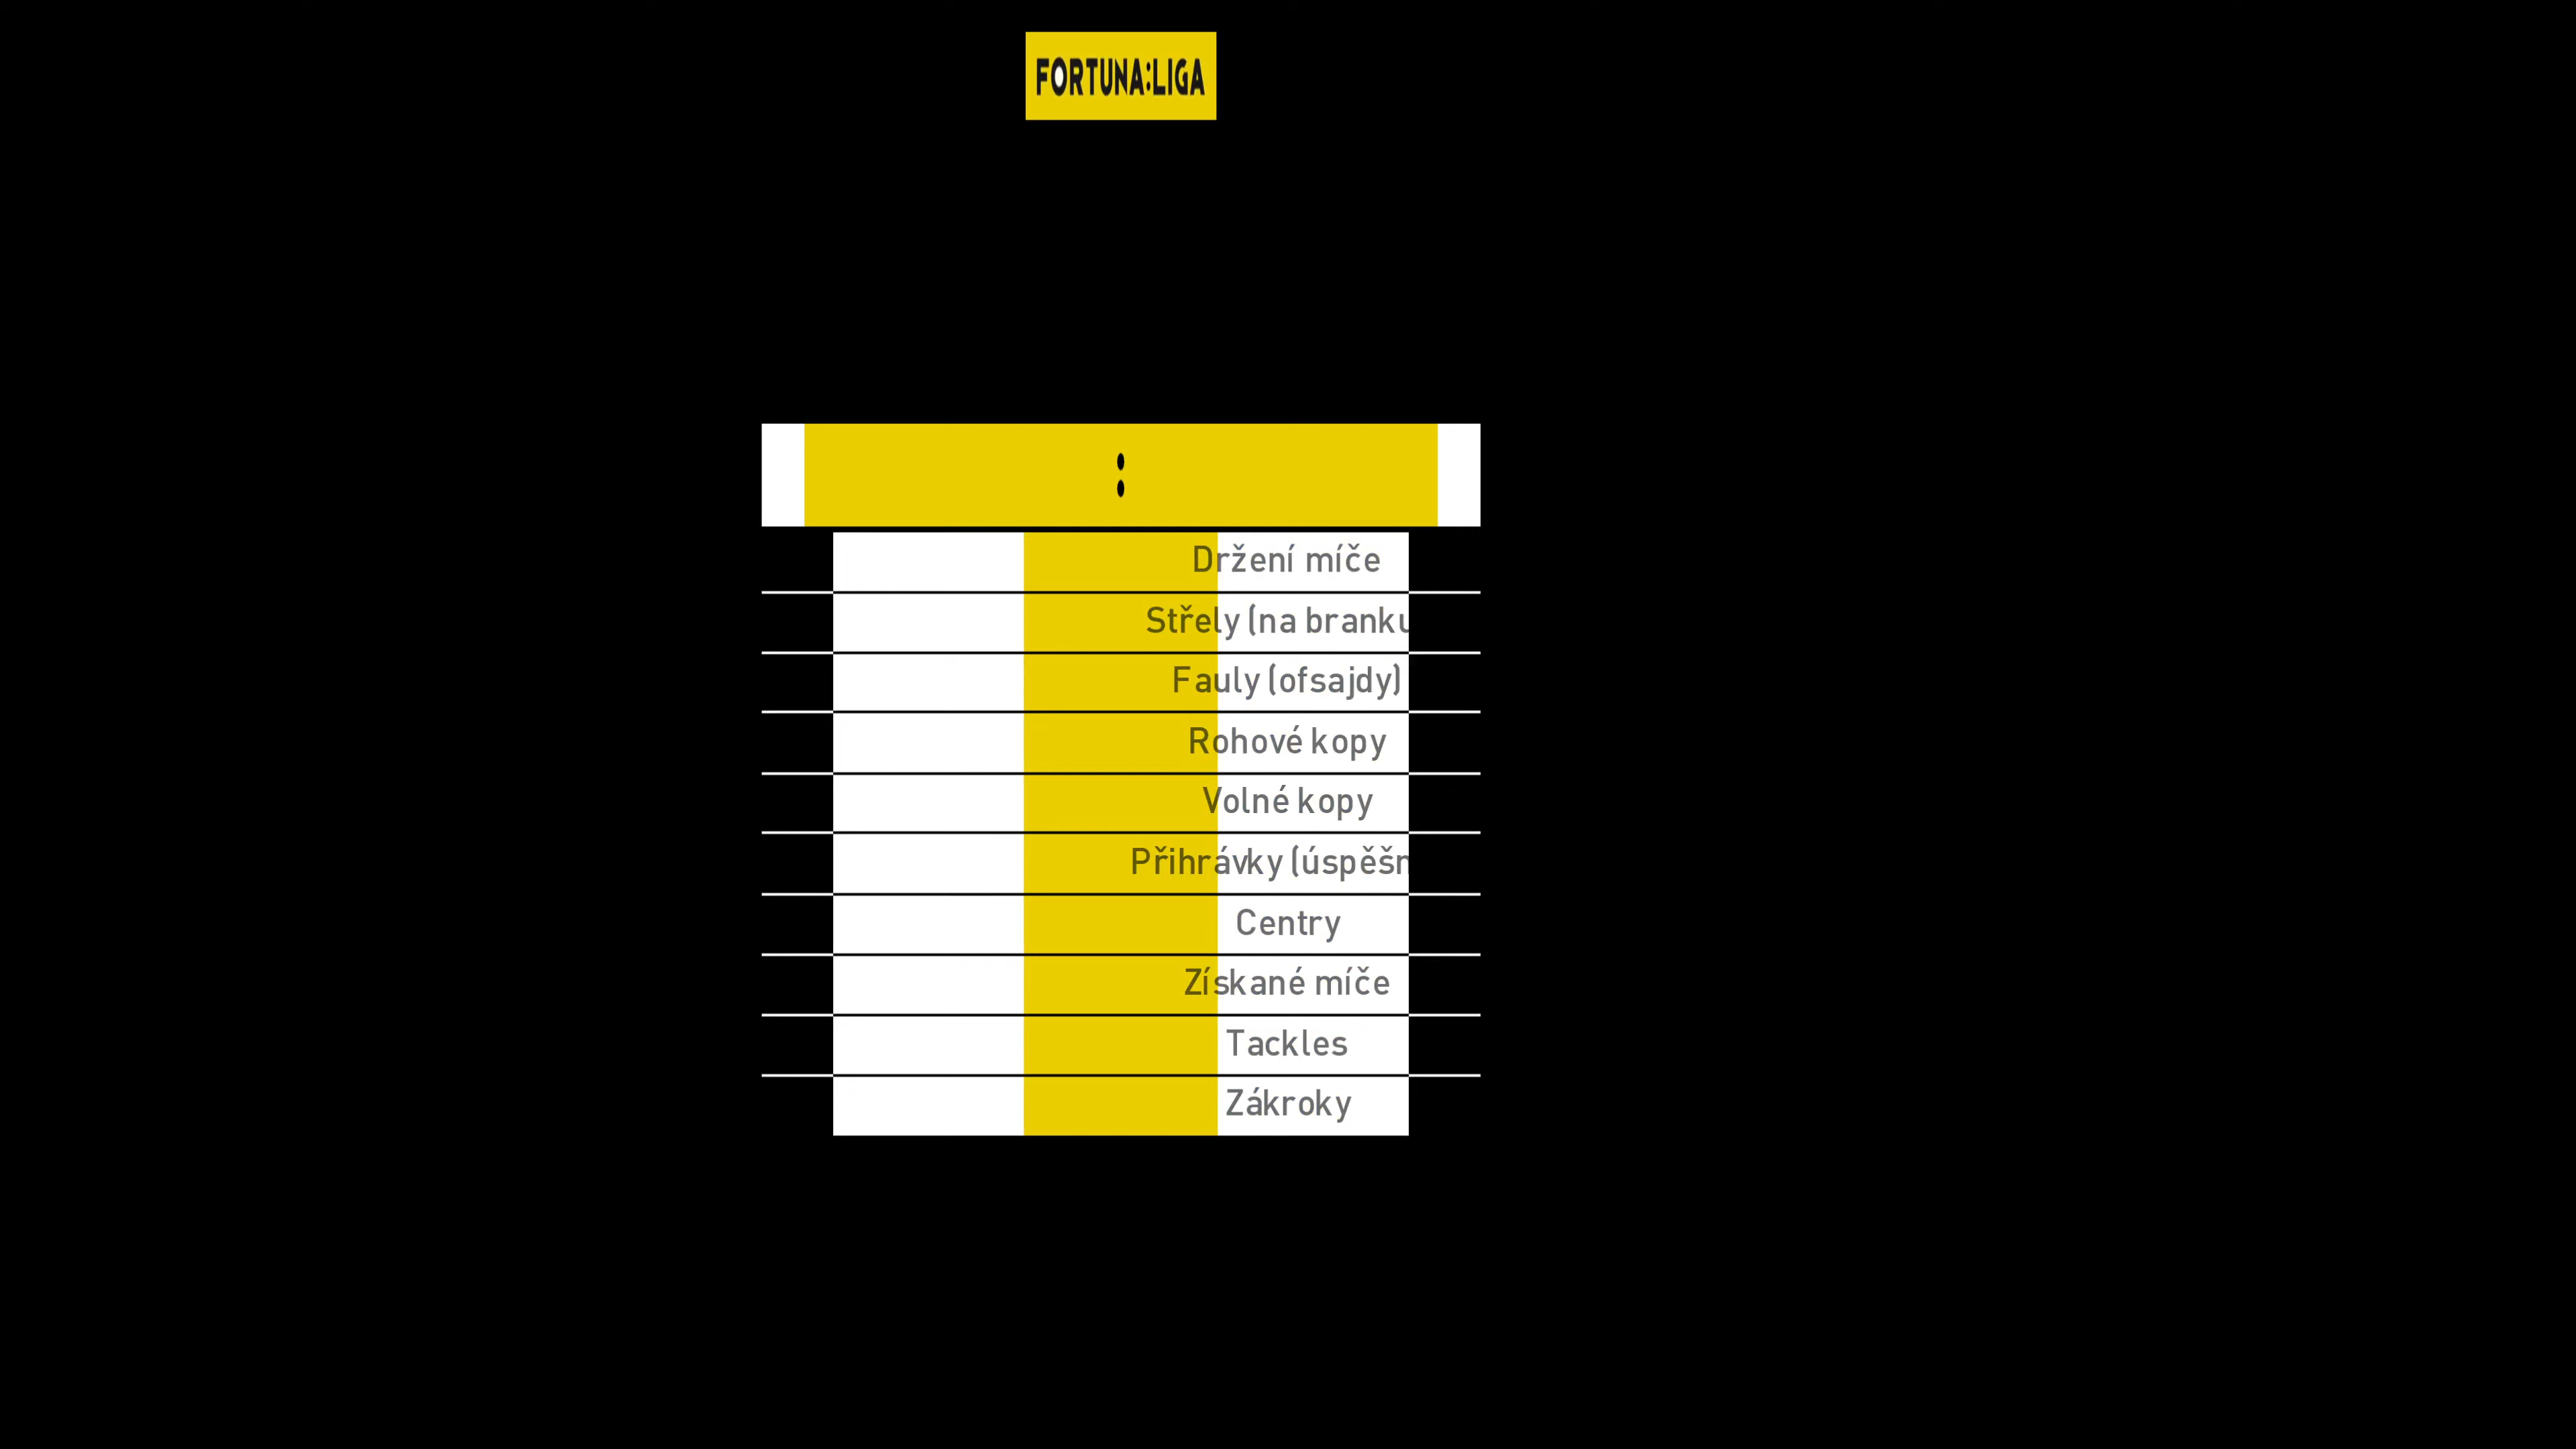 FORTUNA:LIGA
:
Držení míče
Střely (na branku
Fauly (ofsajdy)
Rohové kopy
Volné kopy
Přihrávky (úspěšn
Centry
Získané míče
Tackles
Zákroky